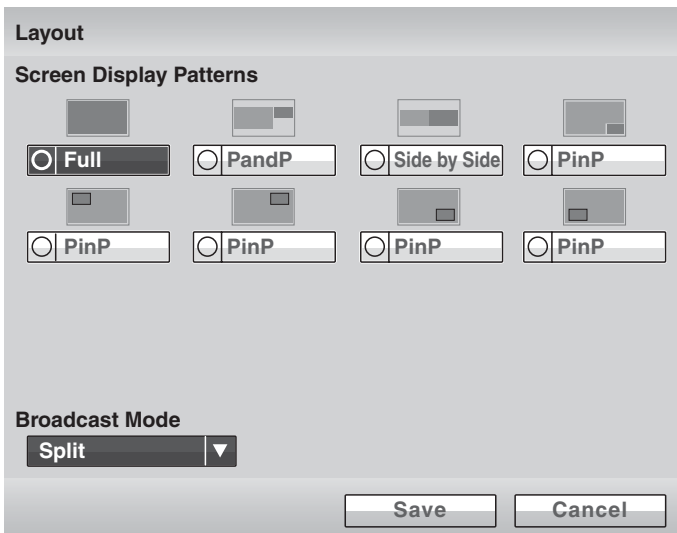 Layout
Screen Display Patterns
Full
PandP
Side by Side
PinP
PinP
PinP
PinP
PinP
Broadcast Mode
Split
Save
Cancel